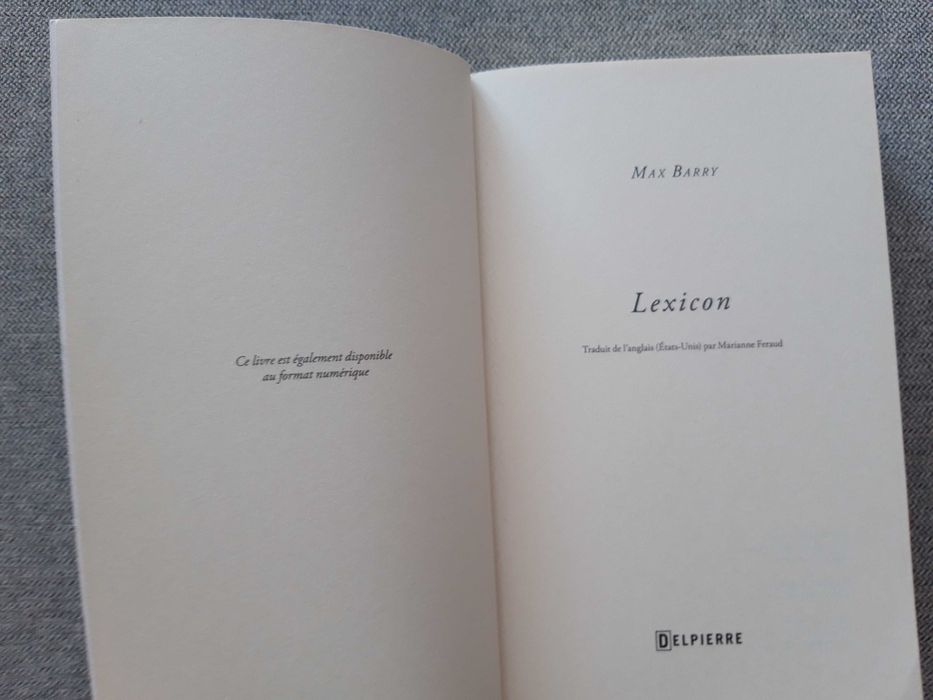 Ce livre est également disponible
au format numérique
MAX BARRY
Lexicon
Traduit de l'anglais (États-Unis) par Marianne Feraud
DELPIERRE